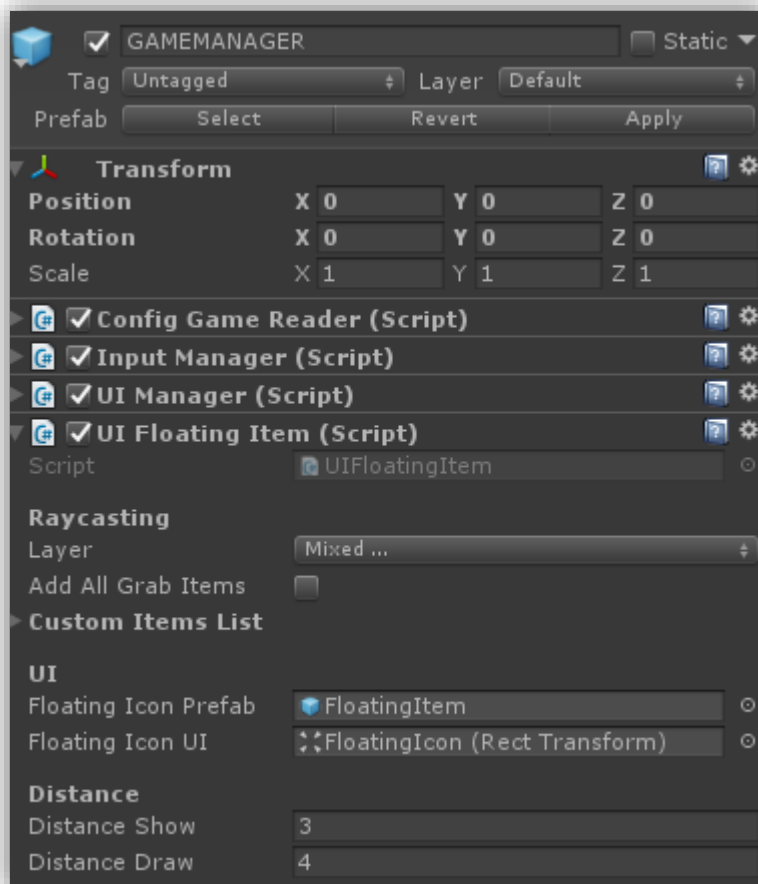 GAMEMANAGER Static
Tag Untagged Layer Default
Prefab Select Revert Apply
Transform
Position X 0 Y 0 Z 0
Rotation X 0 Y 0 Z 0
Scale X 1 Y 1 Z 1
Config Game Reader (Script)
Input Manager (Script)
UI Manager (Script)
UI Floating Item (Script)
Script UIFloatingItem
Raycasting
Layer Mixed ...
Add All Grab Items
Custom Items List
UI
Floating Icon Prefab FloatingItem
Floating Icon UI FloatingIcon (Rect Transform)
Distance
Distance Show 3
Distance Draw 4